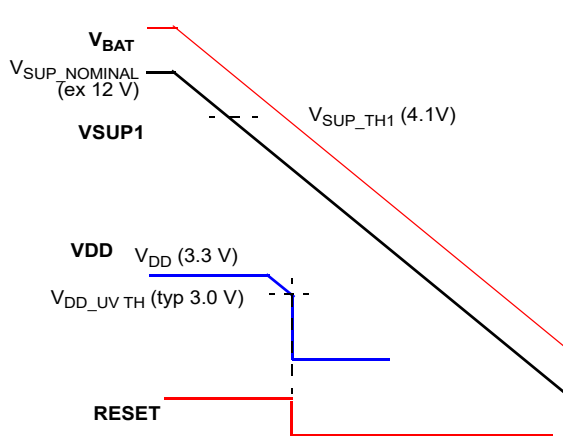 VBAT
VSUP_NOMINAL
(ex 12 V)
VSUP_TH1 (4.1V)
VSUP1
VDD
VDD (3.3 V)
VDD_UV TH (typ 3.0 V)
RESET